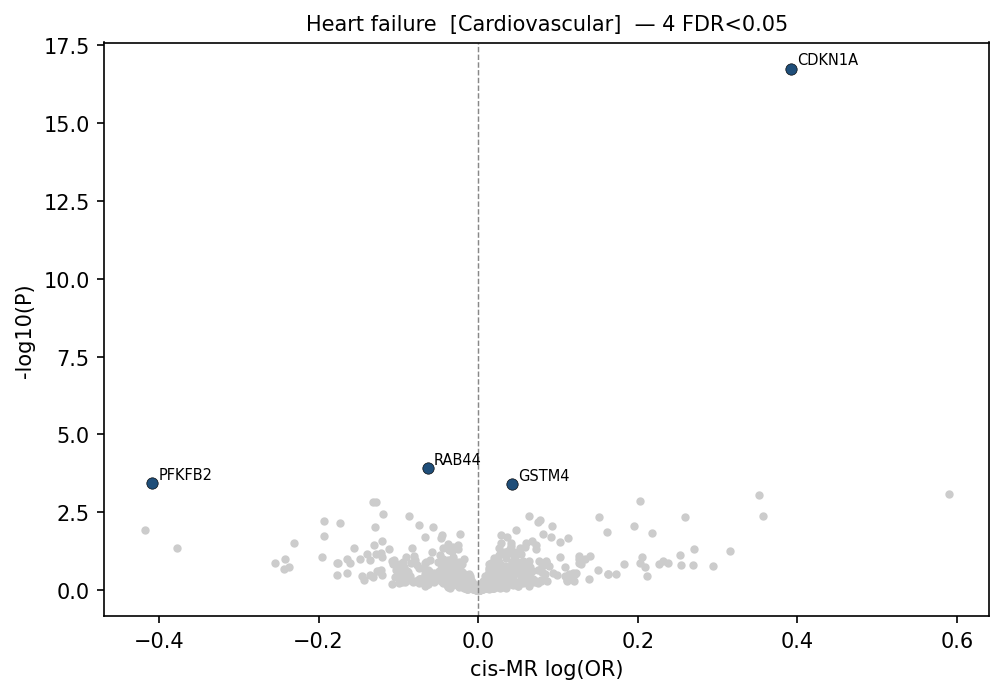 Heart failure  [Cardiovascular]  — 4 FDR<0.05
17.5
15.0
12.5
10.0
7.5
5.0
2.5
0.0
-log10(P)
CDKN1A
RAB44
PFKFB2
GSTM4
−0.4
−0.2
0.0
0.2
0.4
0.6
cis-MR log(OR)